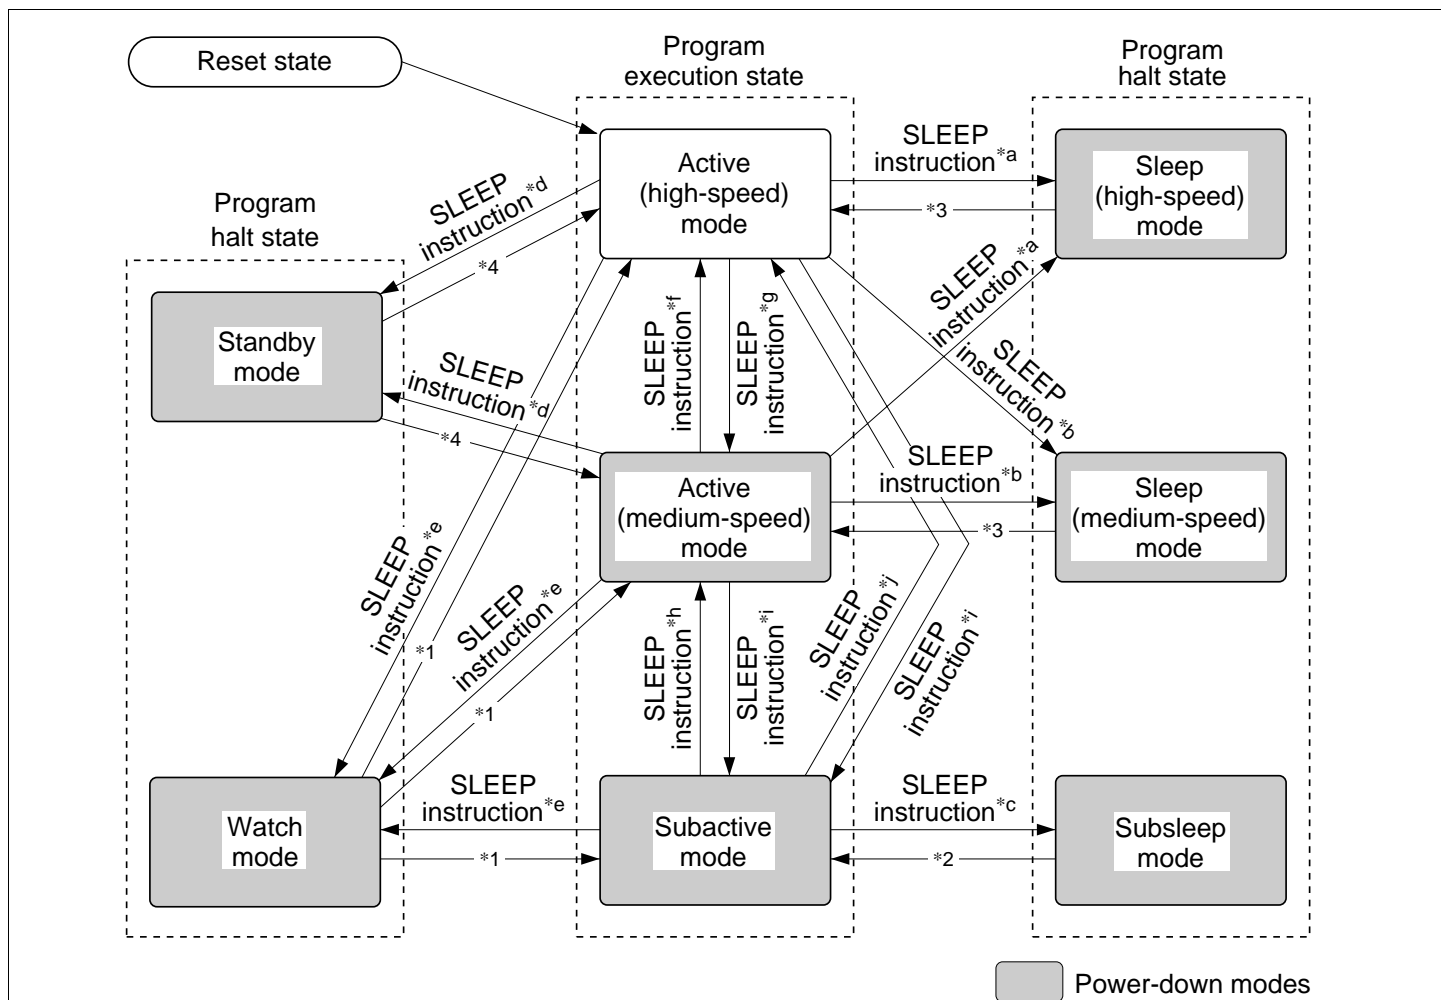 Reset state
Program
execution state
Program
halt state
Program
halt state
Active
(high-speed)
mode
SLEEP
instruction*a
*3
Sleep
(high-speed)
mode
SLEEP
instruction*d
*4
Standby
mode
SLEEP
instruction*d
*4
SLEEP
instruction*f
SLEEP
instruction*g
SLEEP
instruction*a
SLEEP
instruction*b
Active
(medium-speed)
mode
SLEEP
instruction*b
*3
Sleep
(medium-speed)
mode
SLEEP
instruction*e
*1
SLEEP
instruction*e
*1
SLEEP
instruction*h
SLEEP
instruction*i
SLEEP
instruction*j
SLEEP
instruction*i
Watch
mode
SLEEP
instruction*e
*1
Subactive
mode
SLEEP
instruction*c
*2
Subsleep
mode
Power-down modes